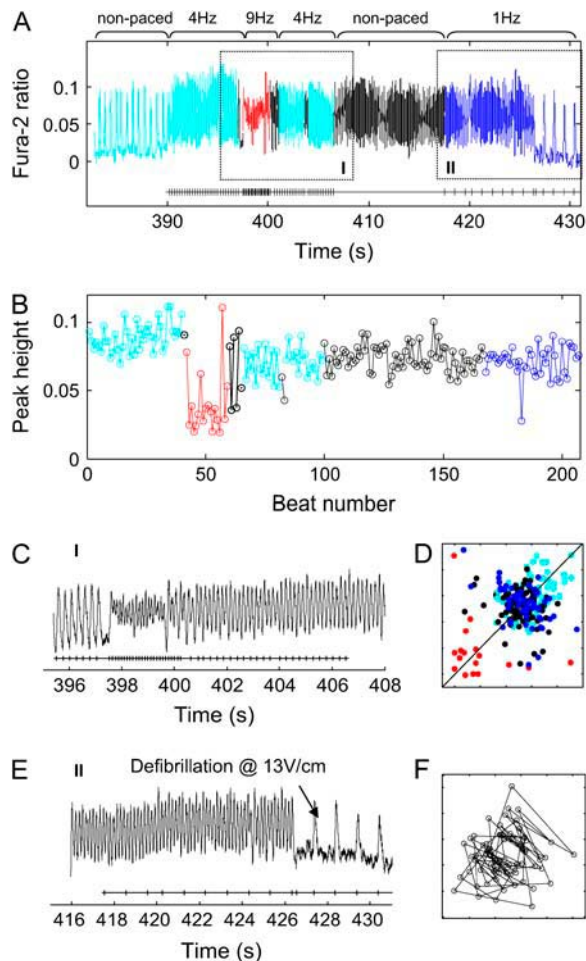 A
non-paced 4Hz 9Hz 4Hz non-paced 1Hz
Fura-2 ratio
0.1
0.05
0
I
II
390 400 410 420 430
Time (s)
B
Peak height
0.1
0.05
0
0 50 100 150 200
Beat number
C
I
396 398 400 402 404 406 408
Time (s)
D
E
II
Defibrillation @ 13V/cm
416 418 420 422 424 426 428 430
Time (s)
F